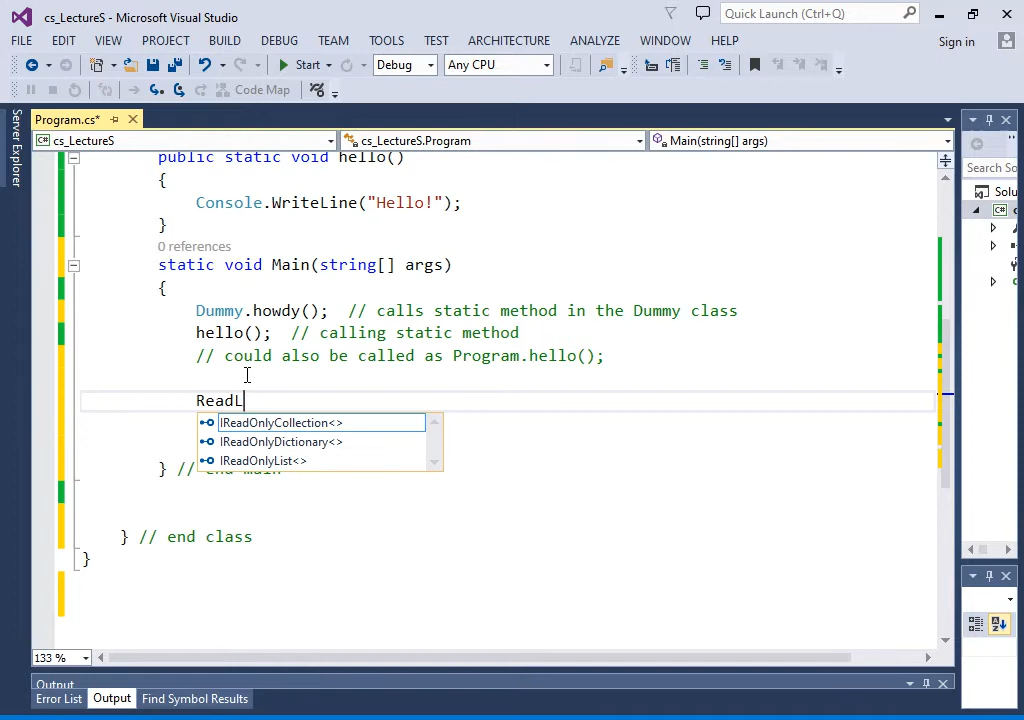 cs_LectureS - Microsoft Visual Studio
Quick Launch (Ctrl+Q)
FILE EDIT VIEW PROJECT BUILD DEBUG TEAM TOOLS TEST ARCHITECTURE ANALYZE WINDOW HELP
Sign in
Start Debug Any CPU
Code Map
Server Explorer
Program.cs*
C# cs_LectureS
cs_LectureS.Program
Main(string[] args)
Search So
Solu
C#
public static void hello()
{
Console.WriteLine("Hello!");
}
0 references
static void Main(string[] args)
{
Dummy.howdy();  // calls static method in the Dummy class
hello();  // calling static method
// could also be called as Program.hello();
ReadL
IReadOnlyCollection<>
IReadOnlyDictionary<>
IReadOnlyList<>
} // end main
} // end class
}
133 %
Output
Error List Output Find Symbol Results